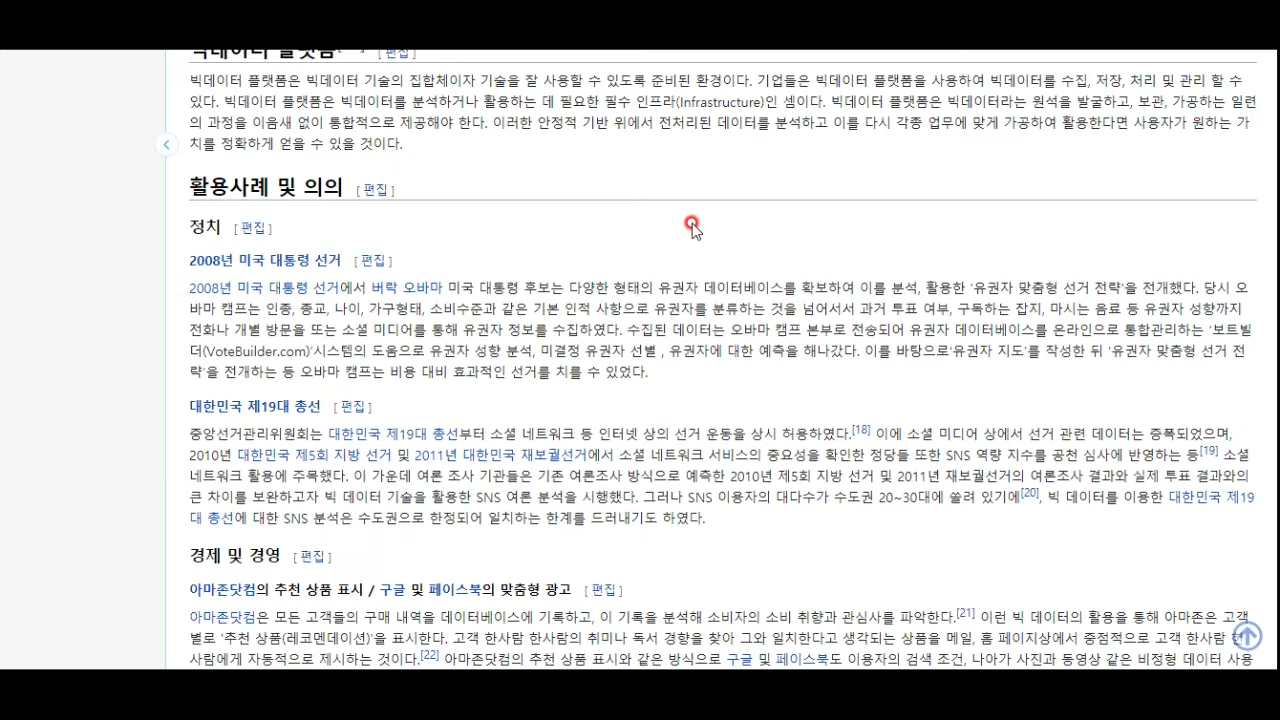 빅데이터 플랫폼 [편집]
빅데이터 플랫폼은 빅데이터 기술의 집합체이자 기술을 잘 사용할 수 있도록 준비된 환경이다. 기업들은 빅데이터 플랫폼을 사용하여 빅데이터를 수집, 저장, 처리 및 관리 할 수
있다. 빅데이터 플랫폼은 빅데이터를 분석하거나 활용하는 데 필요한 필수 인프라(Infrastructure)인 셈이다. 빅데이터 플랫폼은 빅데이터라는 원석을 발굴하고, 보관, 가공하는 일련
의 과정을 이음새 없이 통합적으로 제공해야 한다. 이러한 안정적 기반 위에서 전처리된 데이터를 분석하고 이를 다시 각종 업무에 맞게 가공하여 활용한다면 사용자가 원하는 가
치를 정확하게 얻을 수 있을 것이다.
활용사례 및 의의 [편집]
정치 [편집]
2008년 미국 대통령 선거 [편집]
2008년 미국 대통령 선거에서 버락 오바마 미국 대통령 후보는 다양한 형태의 유권자 데이터베이스를 확보하여 이를 분석, 활용한 '유권자 맞춤형 선거 전략'을 전개했다. 당시 오
바마 캠프는 인종, 종교, 나이, 가구형태, 소비수준과 같은 기본 인적 사항으로 유권자를 분류하는 것을 넘어서서 과거 투표 여부, 구독하는 잡지, 마시는 음료 등 유권자 성향까지
전화나 개별 방문을 또는 소셜 미디어를 통해 유권자 정보를 수집하였다. 수집된 데이터는 오바마 캠프 본부로 전송되어 유권자 데이터베이스를 온라인으로 통합관리하는 '보트빌
더(VoteBuilder.com)'시스템의 도움으로 유권자 성향 분석, 미결정 유권자 선별 , 유권자에 대한 예측을 해나갔다. 이를 바탕으로'유권자 지도'를 작성한 뒤 '유권자 맞춤형 선거 전
략'을 전개하는 등 오바마 캠프는 비용 대비 효과적인 선거를 치를 수 있었다.
대한민국 제19대 총선 [편집]
중앙선거관리위원회는 대한민국 제19대 총선부터 소셜 네트워크 등 인터넷 상의 선거 운동을 상시 허용하였다.[18] 이에 소셜 미디어 상에서 선거 관련 데이터는 증폭되었으며,
2010년 대한민국 제5회 지방 선거 및 2011년 대한민국 재보궐선거에서 소셜 네트워크 서비스의 중요성을 확인한 정당들 또한 SNS 역량 지수를 공천 심사에 반영하는 등[19] 소셜
네트워크 활용에 주목했다. 이 가운데 여론 조사 기관들은 기존 여론조사 방식으로 예측한 2010년 제5회 지방 선거 및 2011년 재보궐선거의 여론조사 결과와 실제 투표 결과와의
큰 차이를 보완하고자 빅 데이터 기술을 활용한 SNS 여론 분석을 시행했다. 그러나 SNS 이용자의 대다수가 수도권 20~30대에 쏠려 있기에[20], 빅 데이터를 이용한 대한민국 제19
대 총선에 대한 SNS 분석은 수도권으로 한정되어 일치하는 한계를 드러내기도 하였다.
경제 및 경영 [편집]
아마존닷컴의 추천 상품 표시 / 구글 및 페이스북의 맞춤형 광고 [편집]
아마존닷컴은 모든 고객들의 구매 내역을 데이터베이스에 기록하고, 이 기록을 분석해 소비자의 소비 취향과 관심사를 파악한다.[21] 이런 빅 데이터의 활용을 통해 아마존은 고객
별로 '추천 상품(레코멘데이션)'을 표시한다. 고객 한사람 한사람의 취미나 독서 경향을 찾아 그와 일치한다고 생각되는 상품을 메일, 홈 페이지상에서 중점적으로 고객 한사람 한
사람에게 자동적으로 제시하는 것이다.[22] 아마존닷컴의 추천 상품 표시와 같은 방식으로 구글 및 페이스북도 이용자의 검색 조건, 나아가 사진과 동영상 같은 비정형 데이터 사용